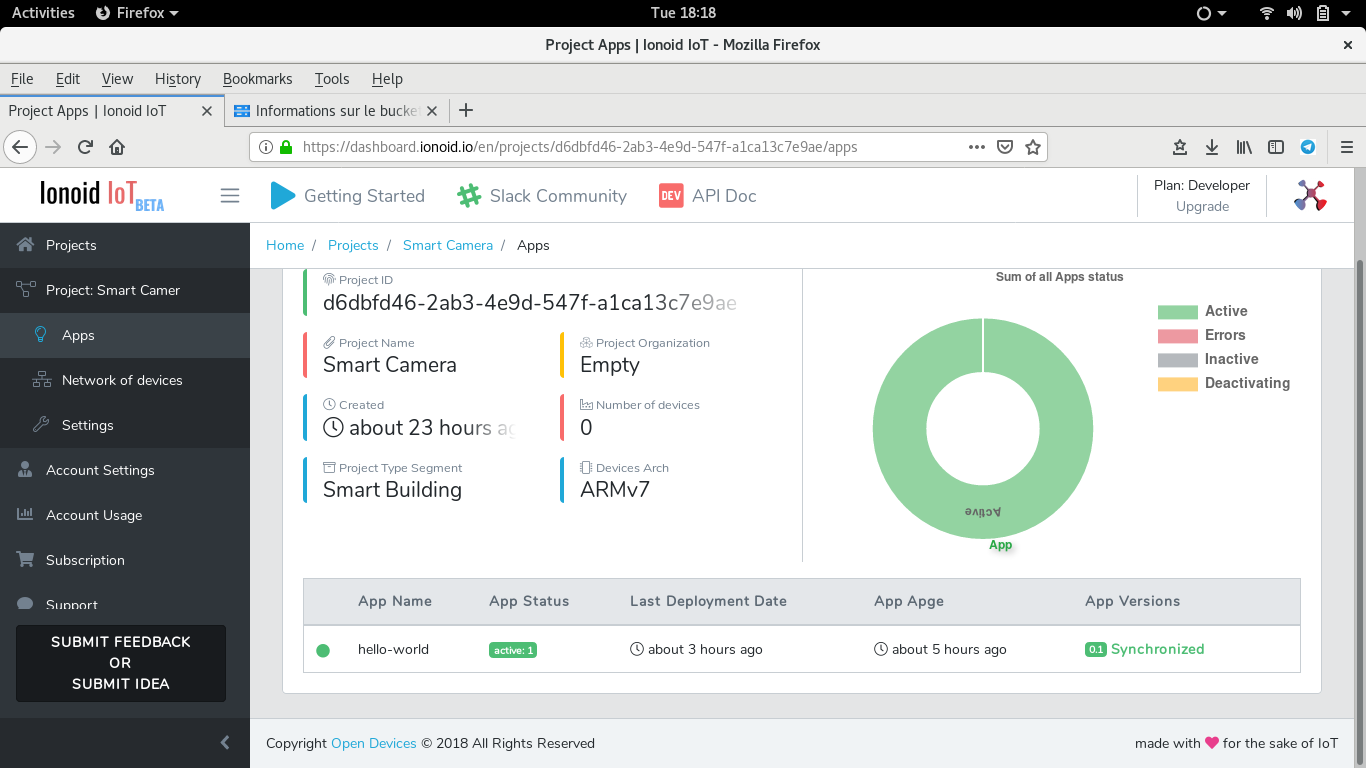 Activities Firefox Tue 18:18
Project Apps | Ionoid IoT - Mozilla Firefox
File Edit View History Bookmarks Tools Help
Project Apps | Ionoid IoT Informations sur le bucke
https://dashboard.ionoid.io/en/projects/d6dbfd46-2ab3-4e9d-547f-a1ca13c7e9ae/apps
Ionoid IoT BETA
Getting Started
Slack Community
DEV API Doc
Plan: Developer
Upgrade
Projects
Project: Smart Camer
Apps
Network of devices
Settings
Account Settings
Account Usage
Subscription
Support
SUBMIT FEEDBACK
OR
SUBMIT IDEA
Home / Projects / Smart Camera / Apps
Project ID
d6dbfd46-2ab3-4e9d-547f-a1ca13c7e9ae
Project Name
Smart Camera
Project Organization
Empty
Created
about 23 hours ag
Number of devices
0
Project Type Segment
Smart Building
Devices Arch
ARMv7
Sum of all Apps status
Active
Errors
Inactive
Deactivating
Active
App
App Name App Status Last Deployment Date App Apge App Versions
hello-world active: 1 about 3 hours ago about 5 hours ago 0.1 Synchronized
Copyright Open Devices © 2018 All Rights Reserved
made with ♥ for the sake of IoT